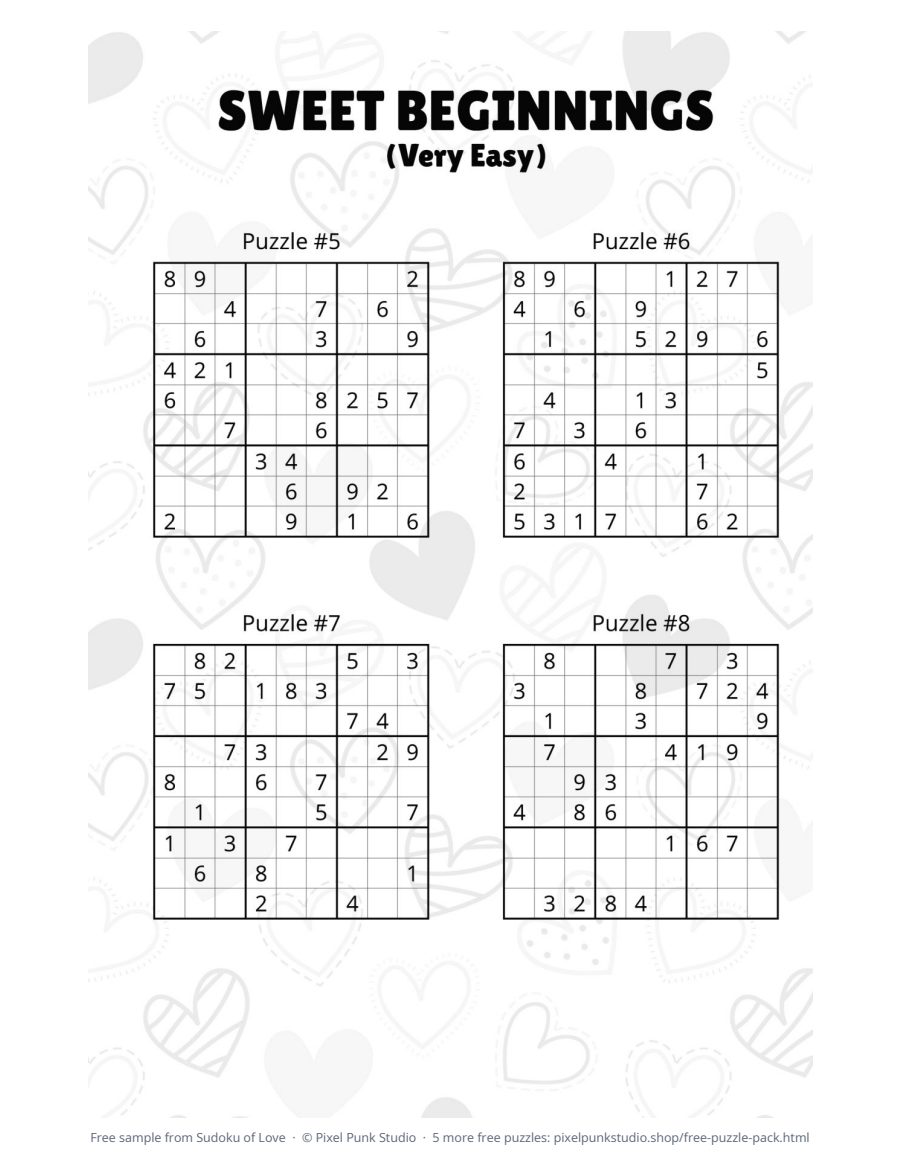 SWEET BEGINNINGS
(Very Easy)
Puzzle #5
8 9 2
4 7 6
6 3 9
4 2 1
6 8 2 5 7
7 6
3 4
6 9 2
2 9 1 6
Puzzle #6
8 9 1 2 7
4 6 9
1 5 2 9 6
5
4 1 3
7 3 6
6 4 1
2 7
5 3 1 7 6 2
Puzzle #7
8 2 5 3
7 5 1 8 3
7 4
7 3 2 9
8 6 7
1 5 7
1 3 7
6 8 1
2 4
Puzzle #8
8 7 3
3 8 7 2 4
1 3 9
7 4 1 9
9 3
4 8 6
1 6 7
3 2 8 4
Free sample from Sudoku of Love · © Pixel Punk Studio · 5 more free puzzles: pixelpunkstudio.shop/free-puzzle-pack.html